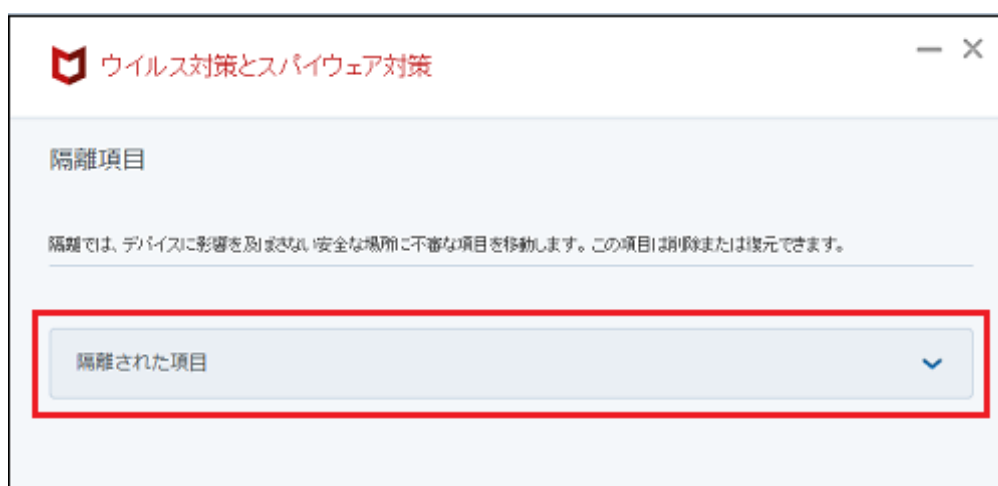 ウイルス対策とスパイウェア対策
隔離項目
隔離では、デバイスに影響を及ぼさない安全な場所に不審な項目を移動します。この項目は削除または復元できます。
隔離された項目